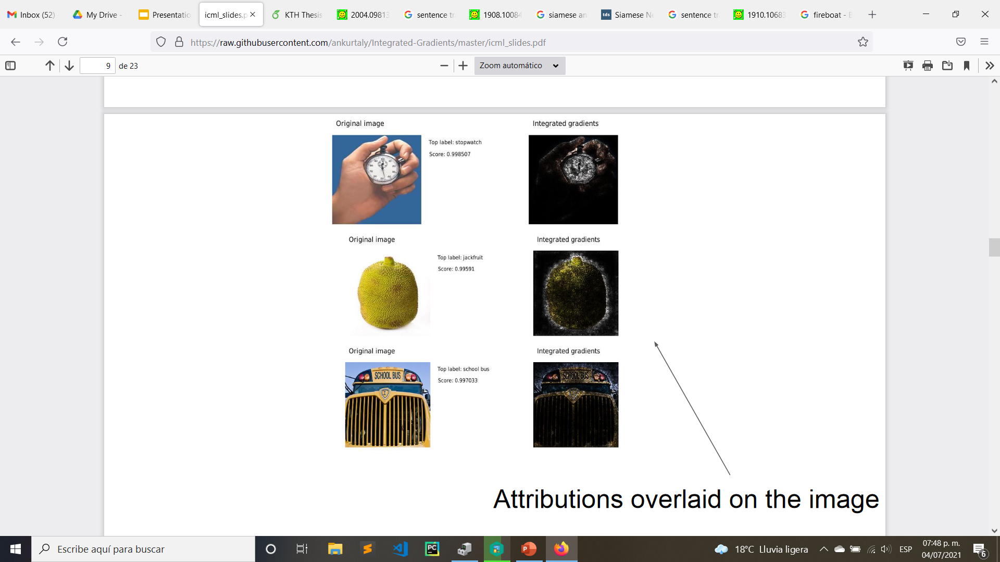 Inbox (52)
My Drive -
Presentatio
icml_slides.p
KTH Thesis
2004.09813
sentence tr
1908.10084
siamese an
Siamese Ne
sentence tr
1910.10683
fireboat - B
https://raw.githubusercontent.com/ankurtaly/Integrated-Gradients/master/icml_slides.pdf
9 de 23
Zoom automático
Original image
Integrated gradients
Top label: stopwatch
Score: 0.998507
Original image
Integrated gradients
Top label: jackfruit
Score: 0.99591
Original image
Integrated gradients
Top label: school bus
Score: 0.997033
SCHOOL BUS
SCHOOL BUS
Attributions overlaid on the image
Escribe aquí para buscar
18°C Lluvia ligera
ESP
07:48 p. m.
04/07/2021
6